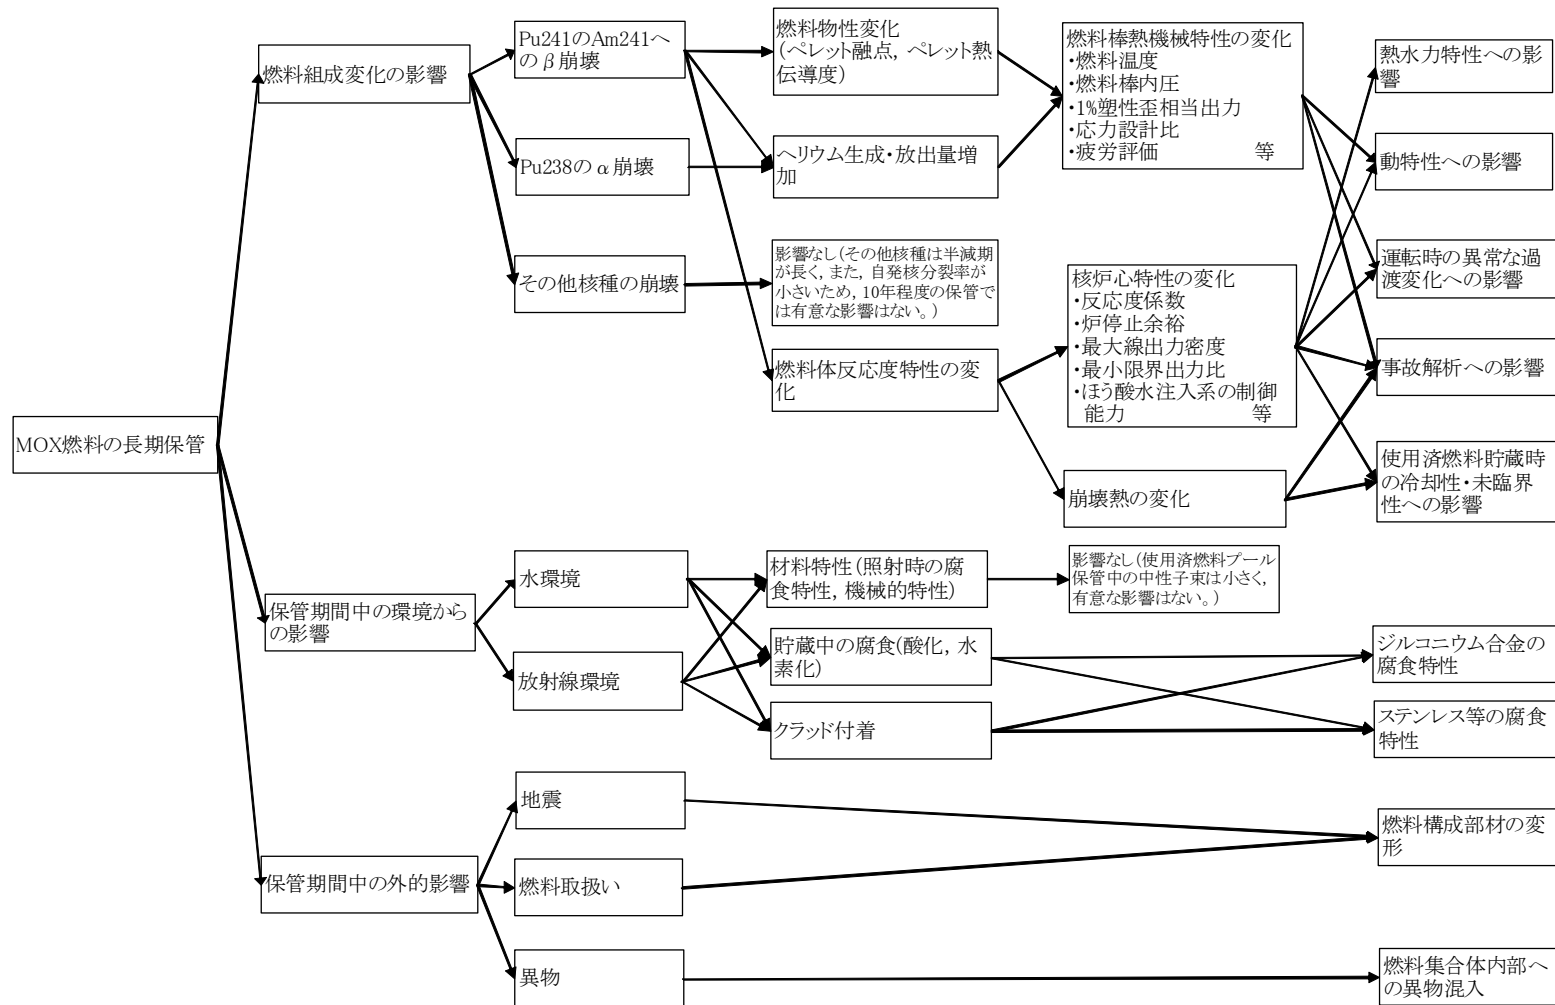 MOX燃料の長期保管
燃料組成変化の影響
保管期間中の環境から
の影響
保管期間中の外的影響
Pu241のAm241へ
のβ崩壊
Pu238のα崩壊
その他核種の崩壊
水環境
放射線環境
地震
燃料取扱い
異物
燃料物性変化
(ペレット融点, ペレット熱
伝導度)
ヘリウム生成・放出量増
加
影響なし(その他核種は半減期
が長く, また, 自発核分裂率が
小さいため, 10年程度の保管で
は有意な影響はない。)
燃料体反応度特性の変
化
材料特性(照射時の腐
食特性, 機械的特性)
貯蔵中の腐食(酸化, 水
素化)
クラッド付着
燃料棒熱機械特性の変化
・燃料温度
・燃料棒内圧
・1%塑性歪相当出力
・応力設計比
・疲労評価 等
核炉心特性の変化
・反応度係数
・炉停止余裕
・最大線出力密度
・最小限界出力比
・ほう酸水注入系の制御
能力 等
崩壊熱の変化
影響なし(使用済燃料プール
保管中の中性子束は小さく,
有意な影響はない。)
熱水力特性への影
響
動特性への影響
運転時の異常な過
渡変化への影響
事故解析への影響
使用済燃料貯蔵時
の冷却性・未臨界
性への影響
ジルコニウム合金の
腐食特性
ステンレス等の腐食
特性
燃料構成部材の変
形
燃料集合体内部へ
の異物混入